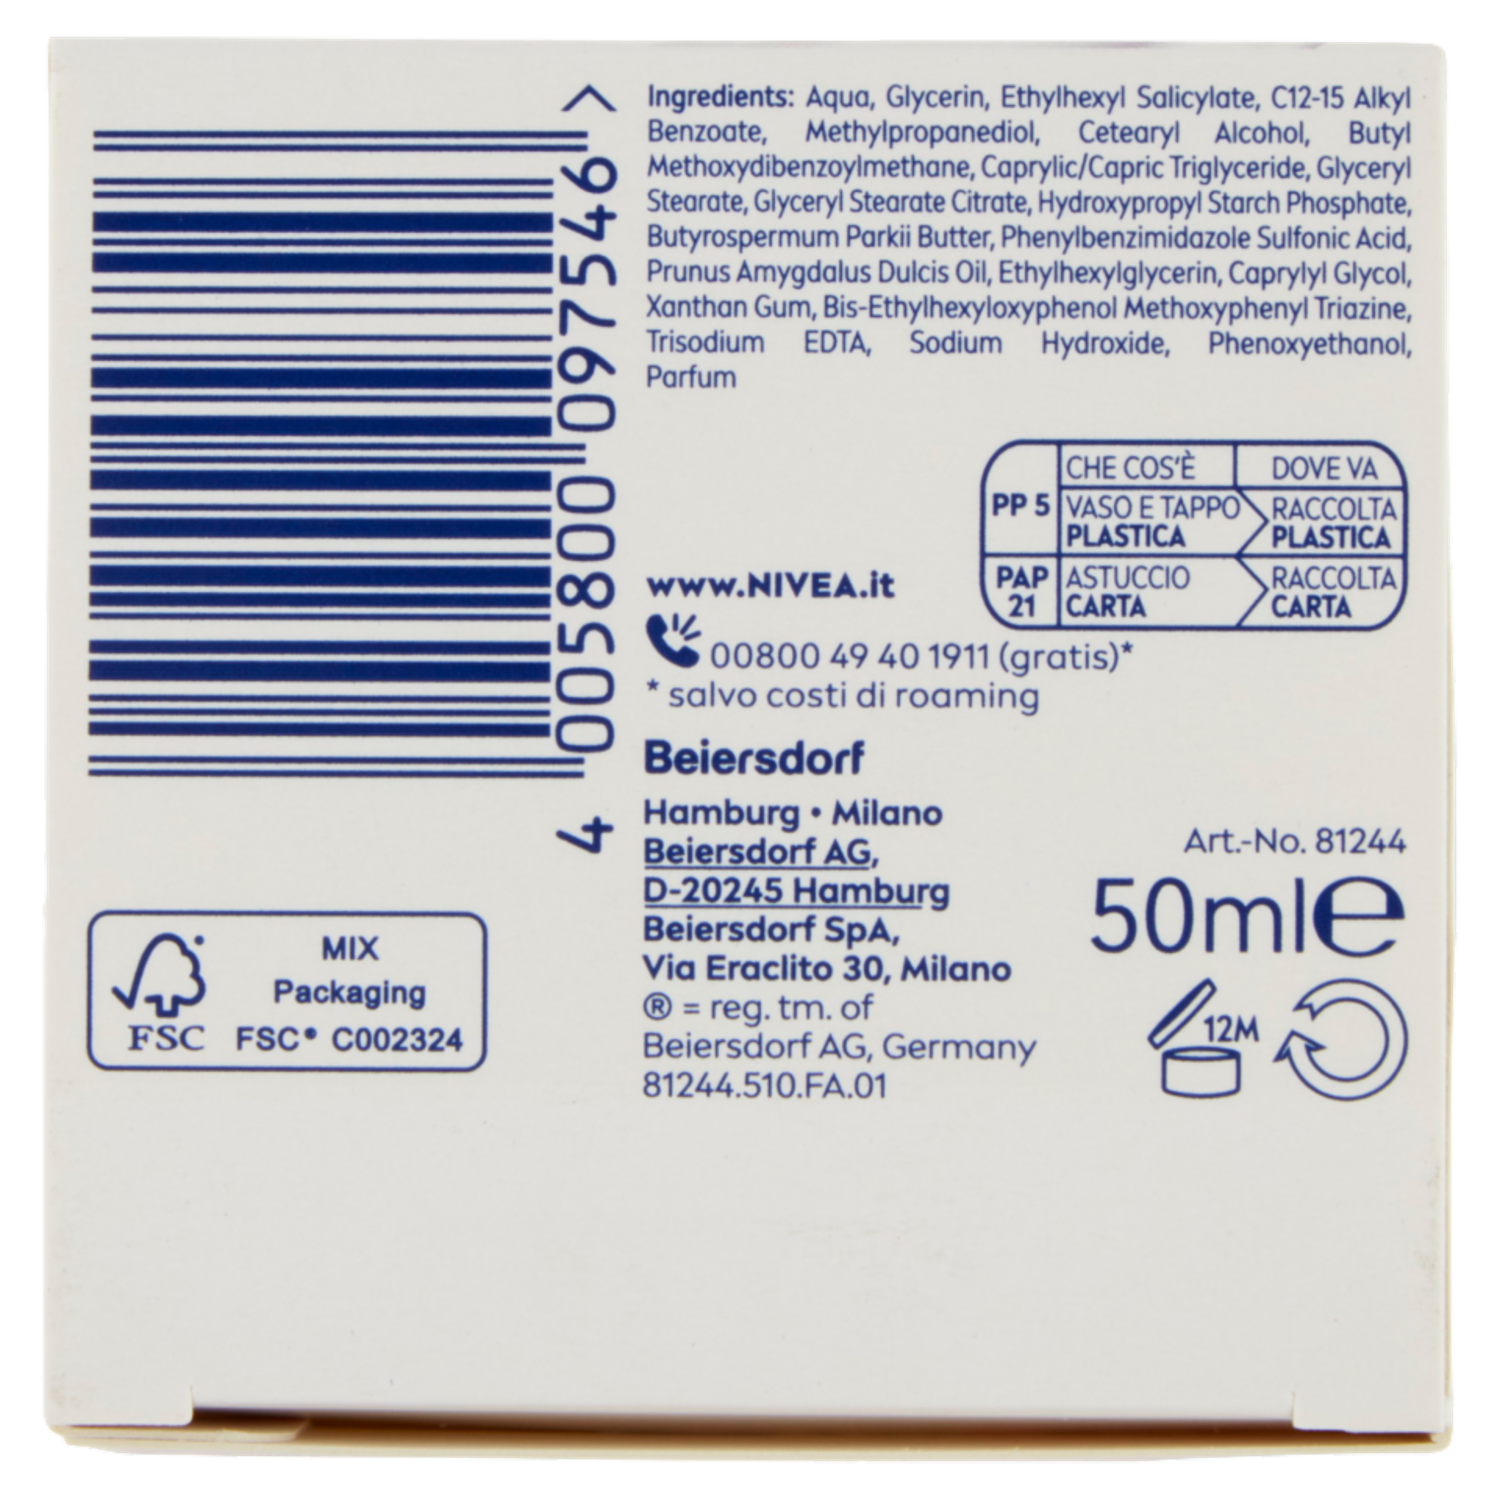 Ingredients: Aqua, Glycerin, Ethylhexyl Salicylate, C12-15 Alkyl
Benzoate, Methylpropanediol, Cetearyl Alcohol, Butyl
Methoxydibenzoylmethane, Caprylic/Capric Triglyceride, Glyceryl
Stearate, Glyceryl Stearate Citrate, Hydroxypropyl Starch Phosphate,
Butyrospermum Parkii Butter, Phenylbenzimidazole Sulfonic Acid,
Prunus Amygdalus Dulcis Oil, Ethylhexylglycerin, Caprylyl Glycol,
Xanthan Gum, Bis-Ethylhexyloxyphenol Methoxyphenyl Triazine,
Trisodium EDTA, Sodium Hydroxide, Phenoxyethanol,
Parfum
4 005800 097546 >
CHE COS'È DOVE VA
PP 5 VASO E TAPPO PLASTICA RACCOLTA PLASTICA
PAP 21 ASTUCCIO CARTA RACCOLTA CARTA
www.NIVEA.it
00800 49 40 1911 (gratis)*
* salvo costi di roaming
Beiersdorf
Hamburg • Milano
Beiersdorf AG,
D-20245 Hamburg
Beiersdorf SpA,
Via Eraclito 30, Milano
® = reg. tm. of
Beiersdorf AG, Germany
81244.510.FA.01
Art.-No. 81244
50ml℮
12M
MIX
Packaging
FSC FSC® C002324